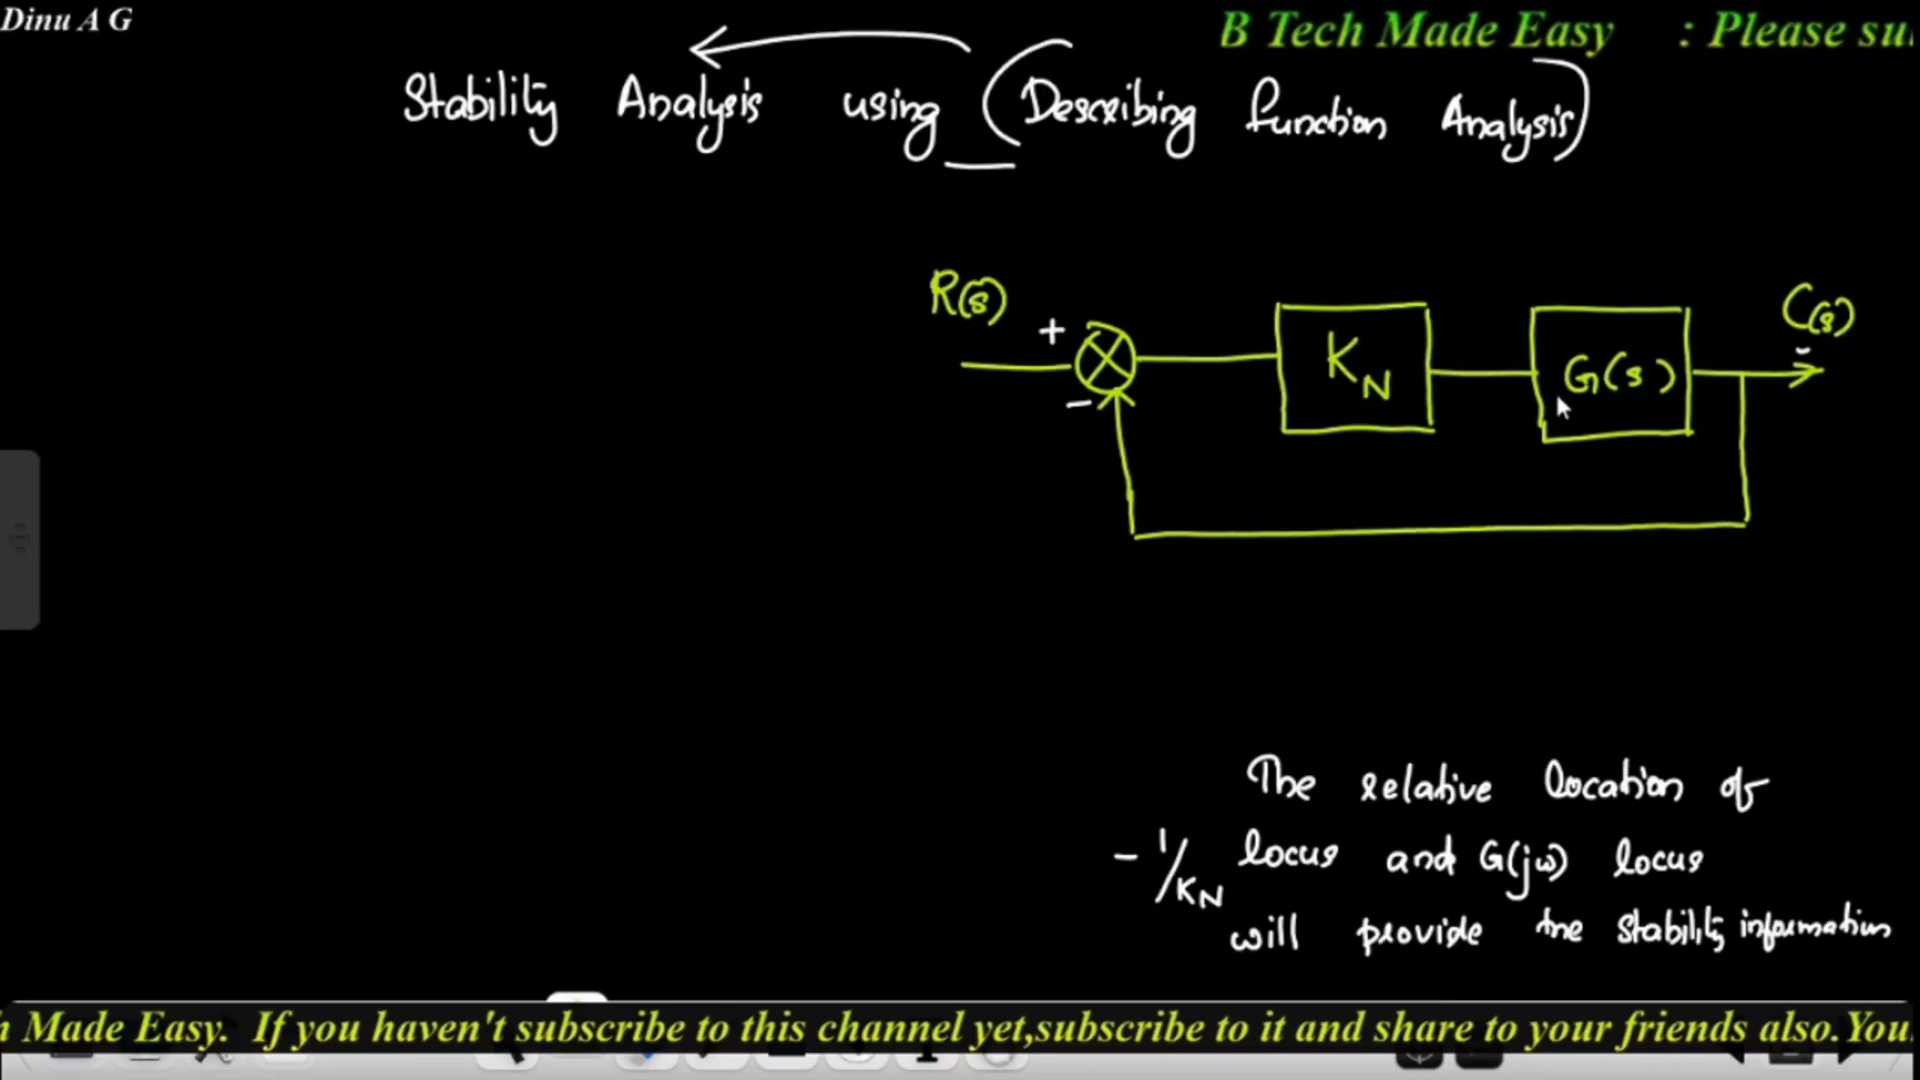 Dinu A G
B Tech Made Easy : Please su
Stability Analysis using (Describing function Analysis)
R(s)
+
-
K_N
G(s)
C(s)
The relative location of
- 1/K_N locus and G(jω) locus
will provide the stability information
h Made Easy. If you haven't subscribe to this channel yet,subscribe to it and share to your friends also.You